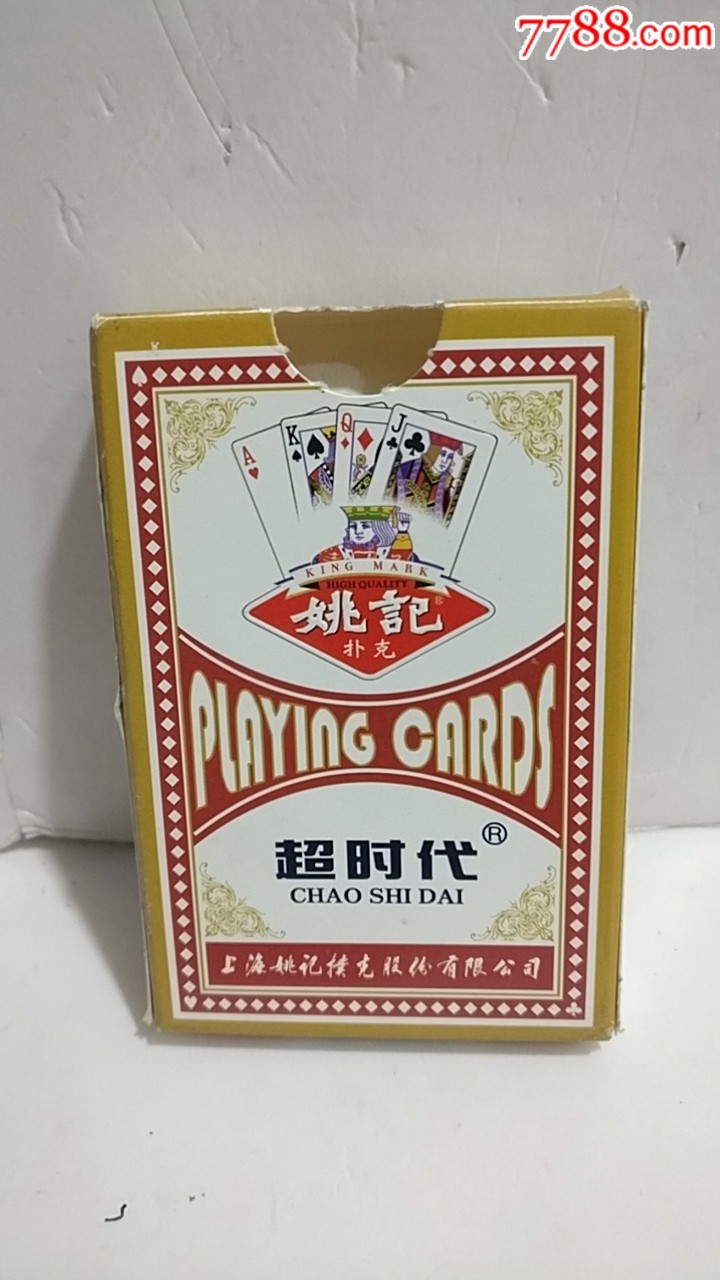 7788.com
A K Q J
KING MARK
HIGH QUALITY
姚記®
扑克
PLAYING CARDS
超时代®
CHAO SHI DAI
上海姚记撲克股份有限公司